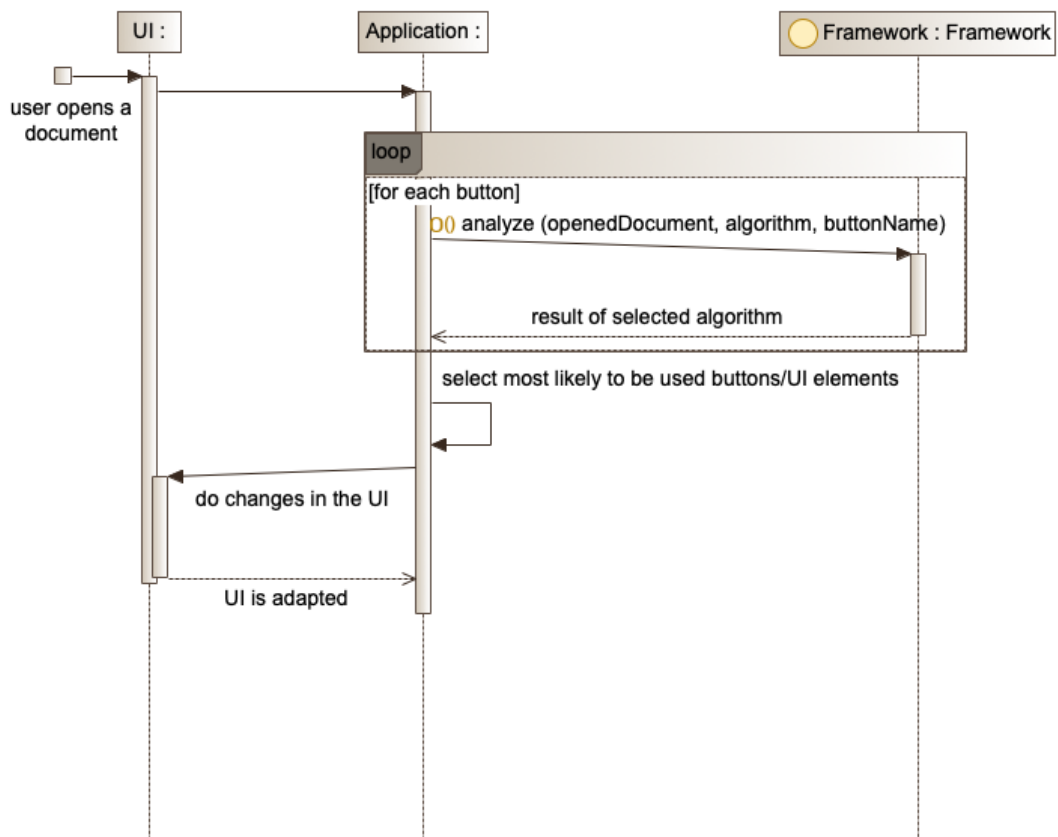 UI :
Application :
Framework : Framework
user opens a
document
loop
[for each button]
O() analyze (openedDocument, algorithm, buttonName)
result of selected algorithm
select most likely to be used buttons/UI elements
do changes in the UI
UI is adapted